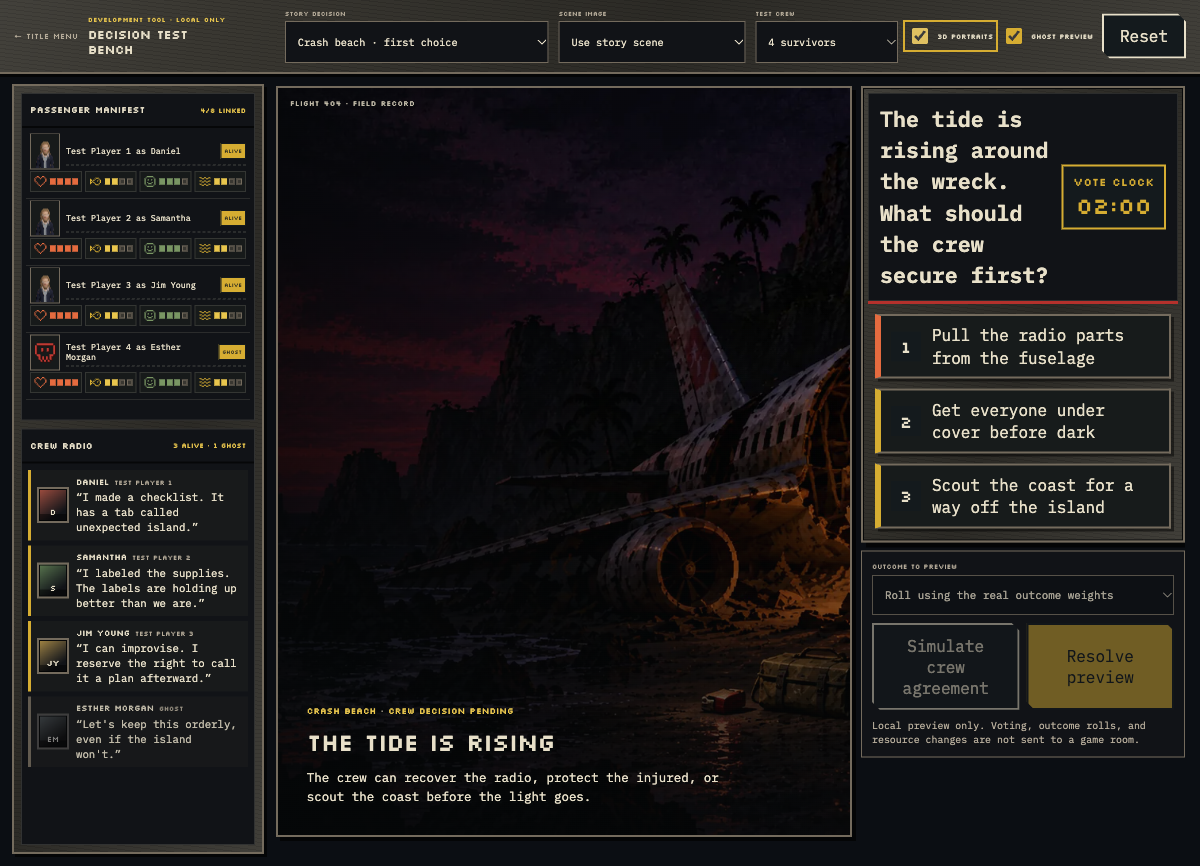 ← TITLE MENU
DEVELOPMENT TOOL · LOCAL ONLY
DECISION TEST
BENCH
STORY DECISION
Crash beach · first choice
SCENE IMAGE
Use story scene
TEST CREW
4 survivors
3D PORTRAITS
GHOST PREVIEW
Reset
PASSENGER MANIFEST
4/8 LINKED
Test Player 1 as Daniel
ALIVE
Test Player 2 as Samantha
ALIVE
Test Player 3 as Jim Young
ALIVE
Test Player 4 as Esther
Morgan
GHOST
CREW RADIO
3 ALIVE · 1 GHOST
D
DANIEL TEST PLAYER 1
“I made a checklist. It
has a tab called
unexpected island.”
S
SAMANTHA TEST PLAYER 2
“I labeled the supplies.
The labels are holding up
better than we are.”
JY
JIM YOUNG TEST PLAYER 3
“I can improvise. I
reserve the right to call
it a plan afterward.”
EM
ESTHER MORGAN GHOST
“Let's keep this orderly,
even if the island
won't.”
FLIGHT 404 · FIELD RECORD
CRASH BEACH · CREW DECISION PENDING
THE TIDE IS RISING
The crew can recover the radio, protect the injured, or
scout the coast before the light goes.
The tide is
rising around
the wreck.
What should
the crew
secure first?
VOTE CLOCK
02:00
1
Pull the radio parts
from the fuselage
2
Get everyone under
cover before dark
3
Scout the coast for a
way off the island
OUTCOME TO PREVIEW
Roll using the real outcome weights
Simulate
crew
agreement
Resolve
preview
Local preview only. Voting, outcome rolls, and
resource changes are not sent to a game room.